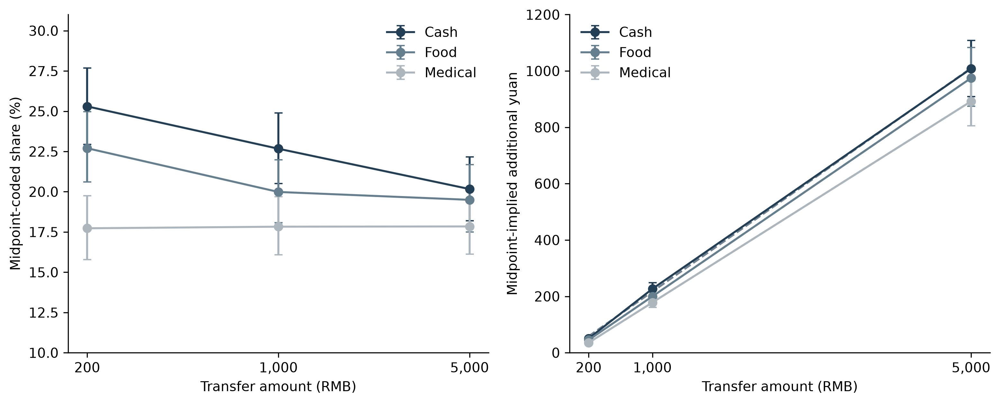 Midpoint-coded share (%)
30.0
27.5
25.0
22.5
20.0
17.5
15.0
12.5
10.0
200
1,000
5,000
Transfer amount (RMB)
Cash
Food
Medical
Midpoint-implied additional yuan
1200
1000
800
600
400
200
0
200
1,000
5,000
Transfer amount (RMB)
Cash
Food
Medical